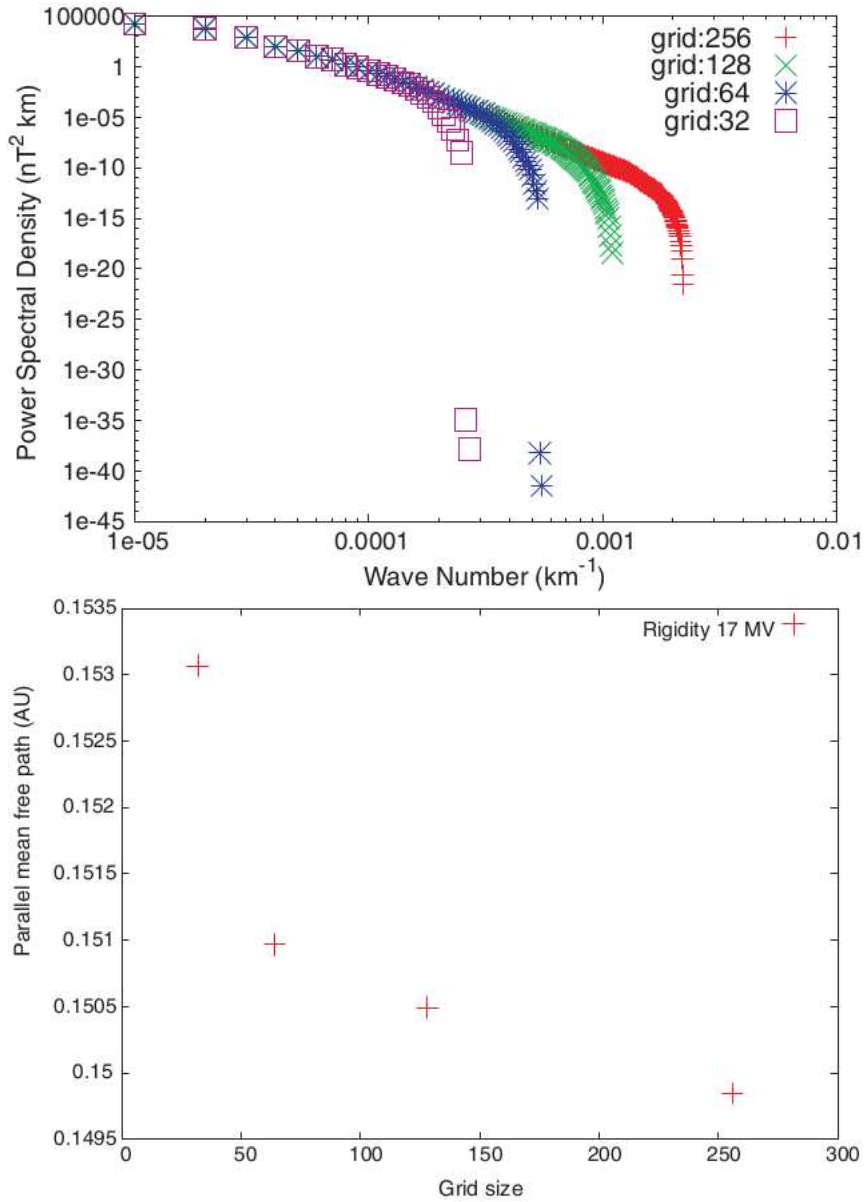 100000
1
1e-05
1e-10
1e-15
1e-20
1e-25
1e-30
1e-35
1e-40
1e-45
Power Spectral Density (nT² km)
grid:256
grid:128
grid:64
grid:32
1e-05 0.0001 0.001 0.01
Wave Number (km⁻¹)
0.1535
0.153
0.1525
0.152
0.1515
0.151
0.1505
0.15
0.1495
Parallel mean free path (AU)
Rigidity 17 MV
0 50 100 150 200 250 300
Grid size